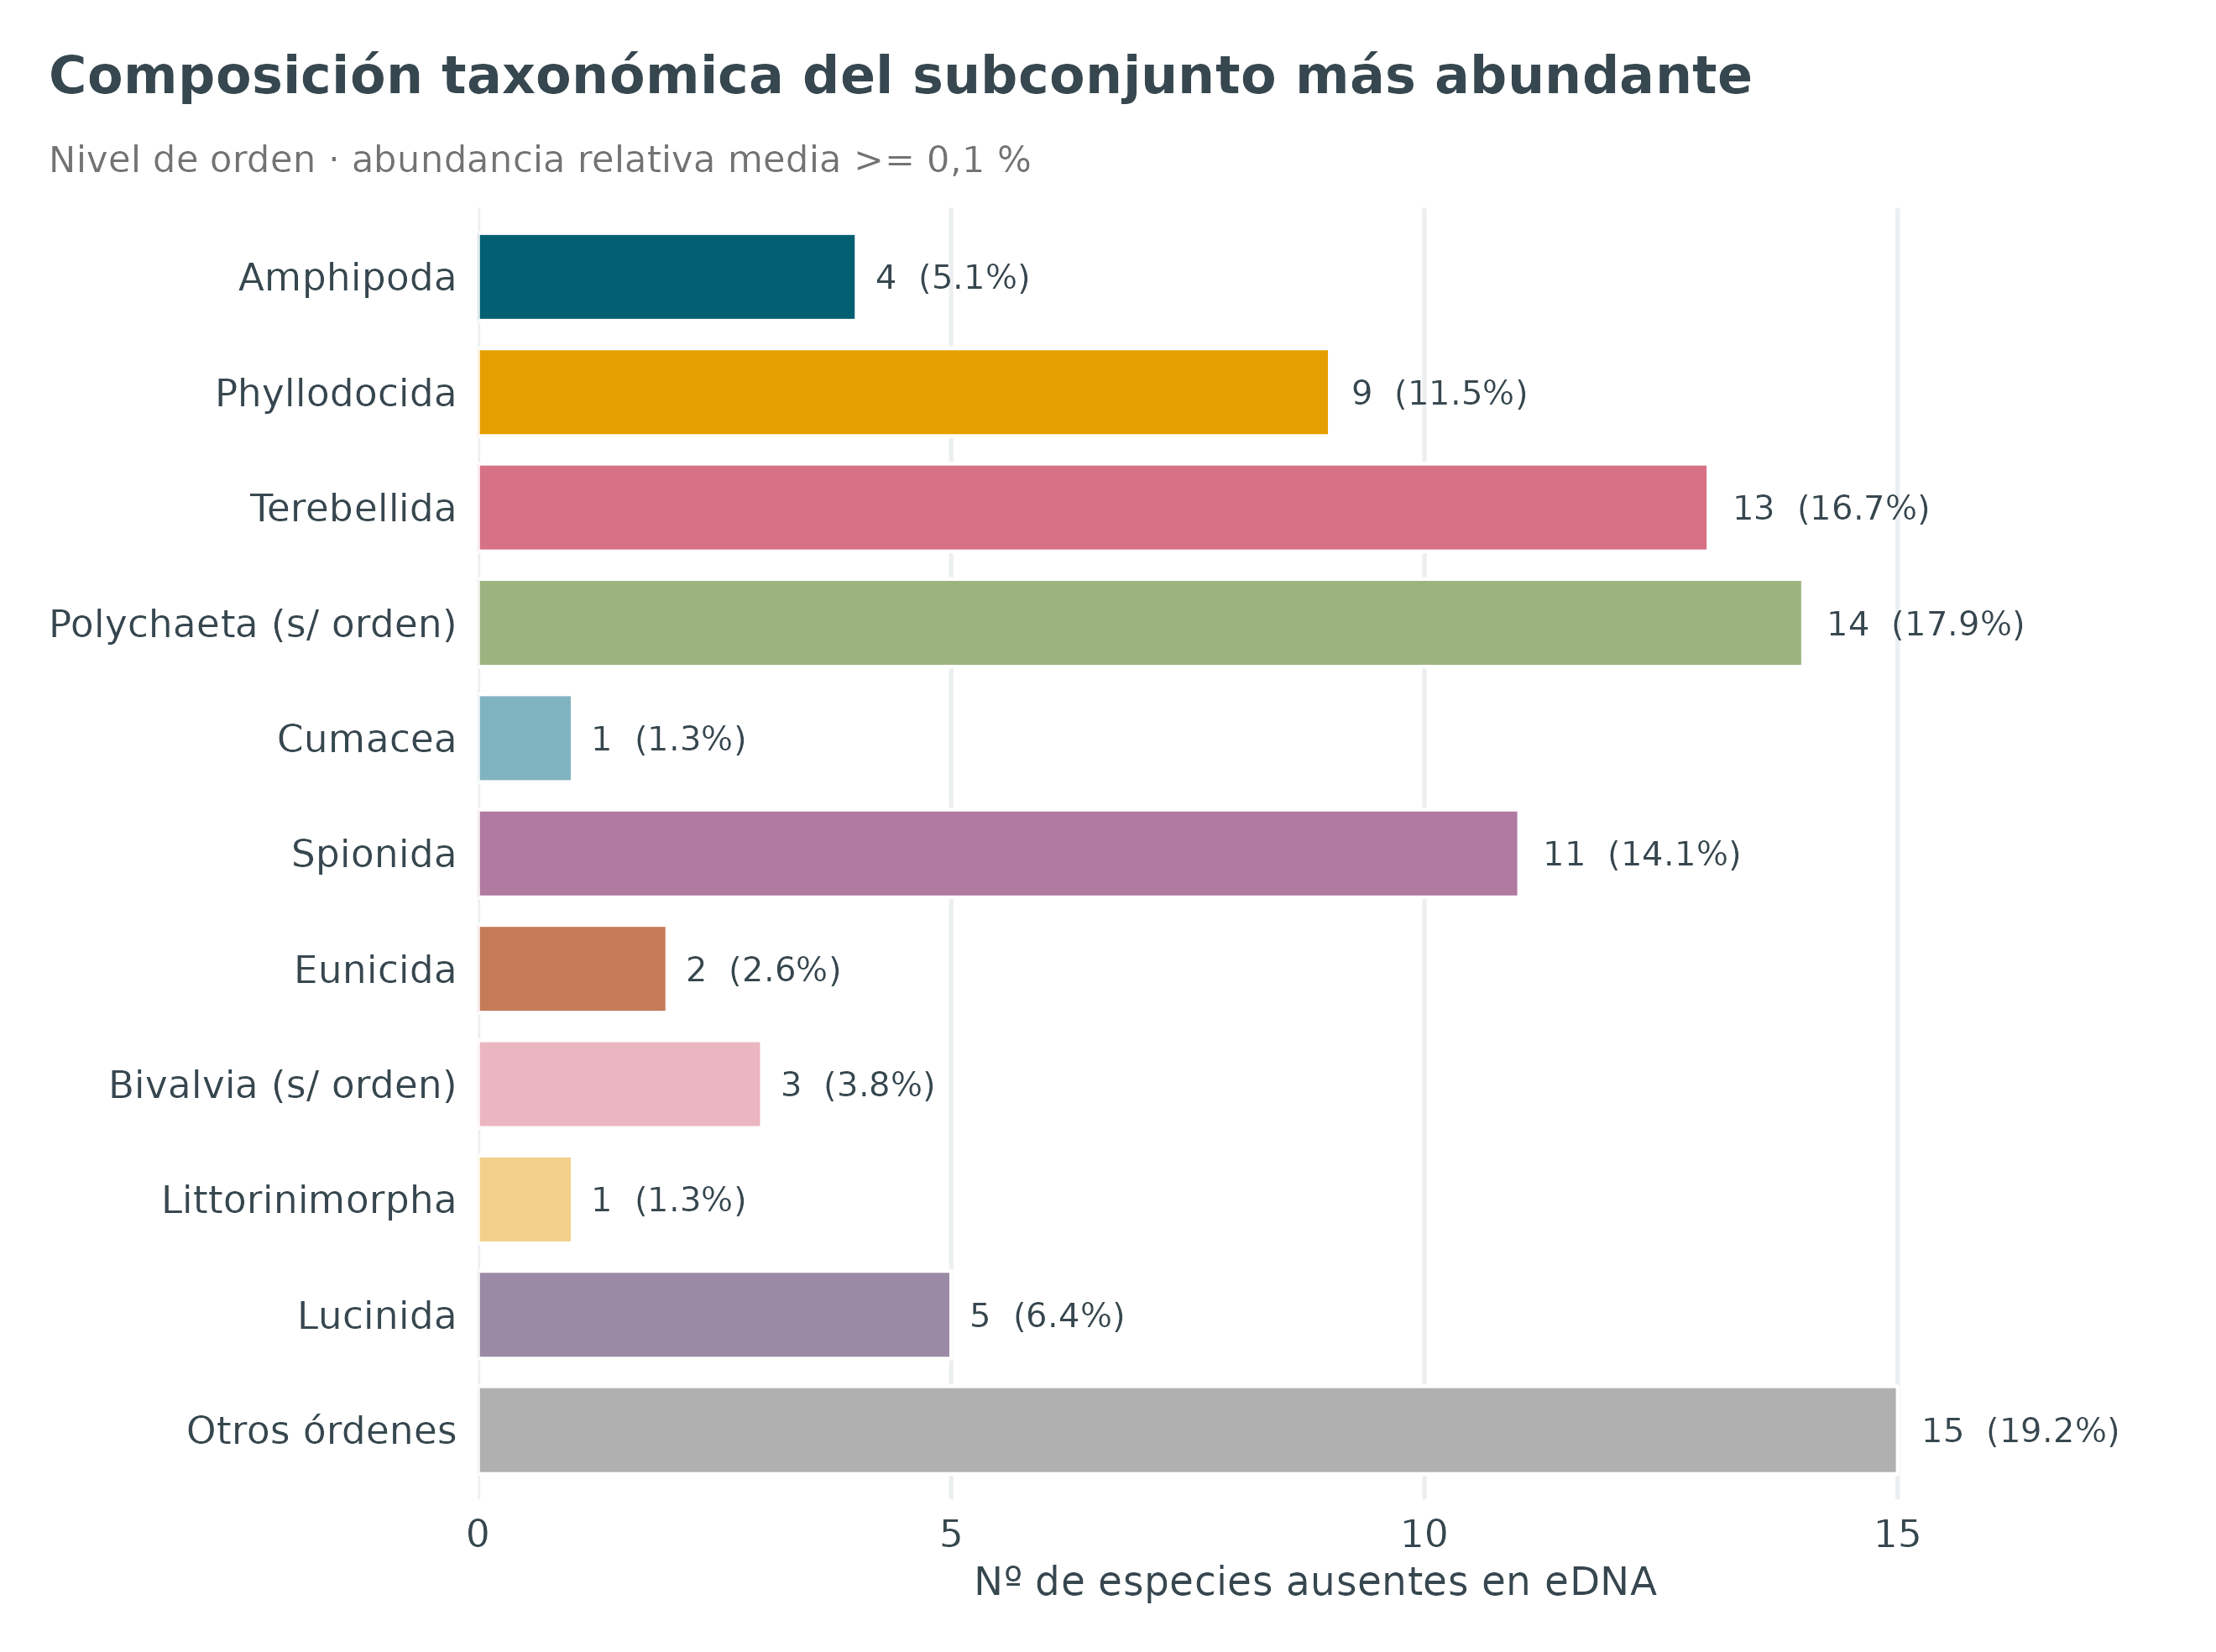 Composición taxonómica del subconjunto más abundante
Nivel de orden · abundancia relativa media >= 0,1 %
Amphipoda 4 (5.1%)
Phyllodocida 9 (11.5%)
Terebellida 13 (16.7%)
Polychaeta (s/ orden) 14 (17.9%)
Cumacea 1 (1.3%)
Spionida 11 (14.1%)
Eunicida 2 (2.6%)
Bivalvia (s/ orden) 3 (3.8%)
Littorinimorpha 1 (1.3%)
Lucinida 5 (6.4%)
Otros órdenes 15 (19.2%)
0 5 10 15
Nº de especies ausentes en eDNA